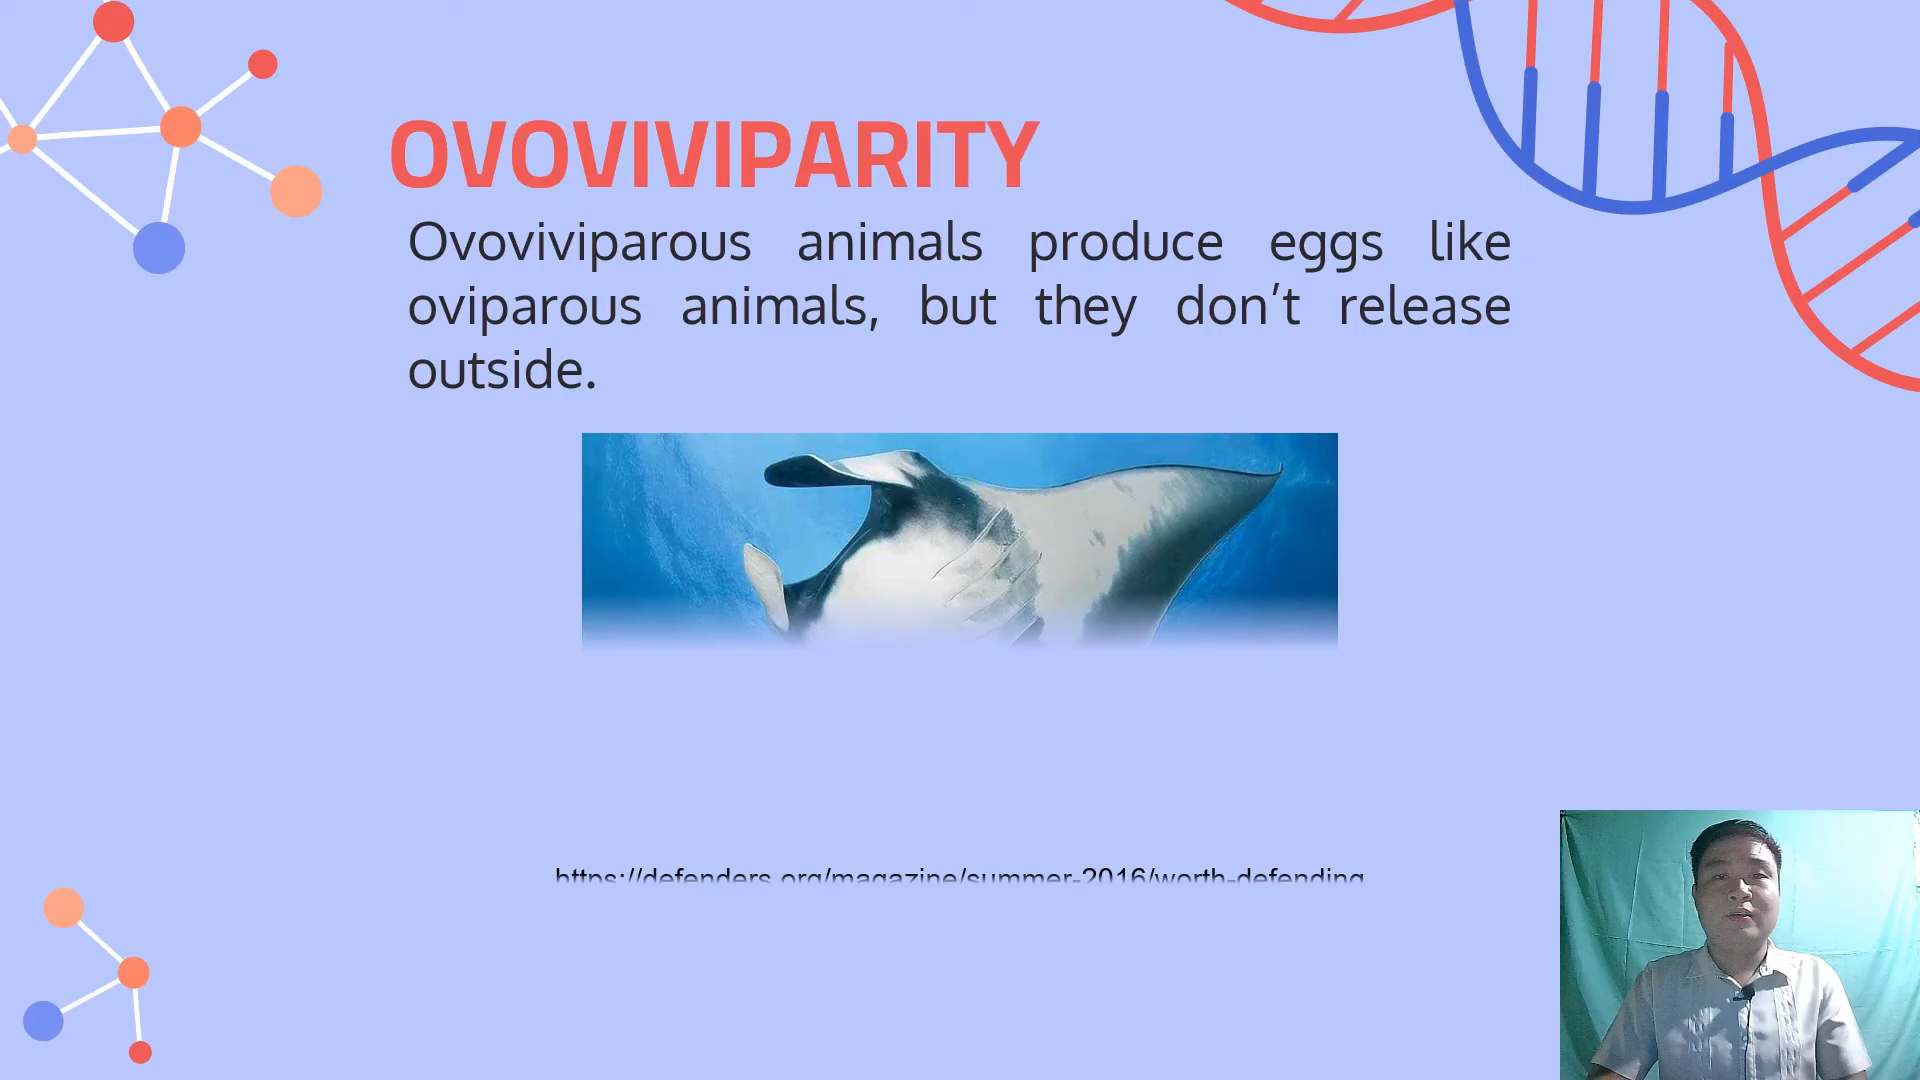 OVOVIVIPARITY
Ovoviviparous animals produce eggs like
oviparous animals, but they don’t release
outside.
https://defenders.org/magazine/summer-2016/worth-defending